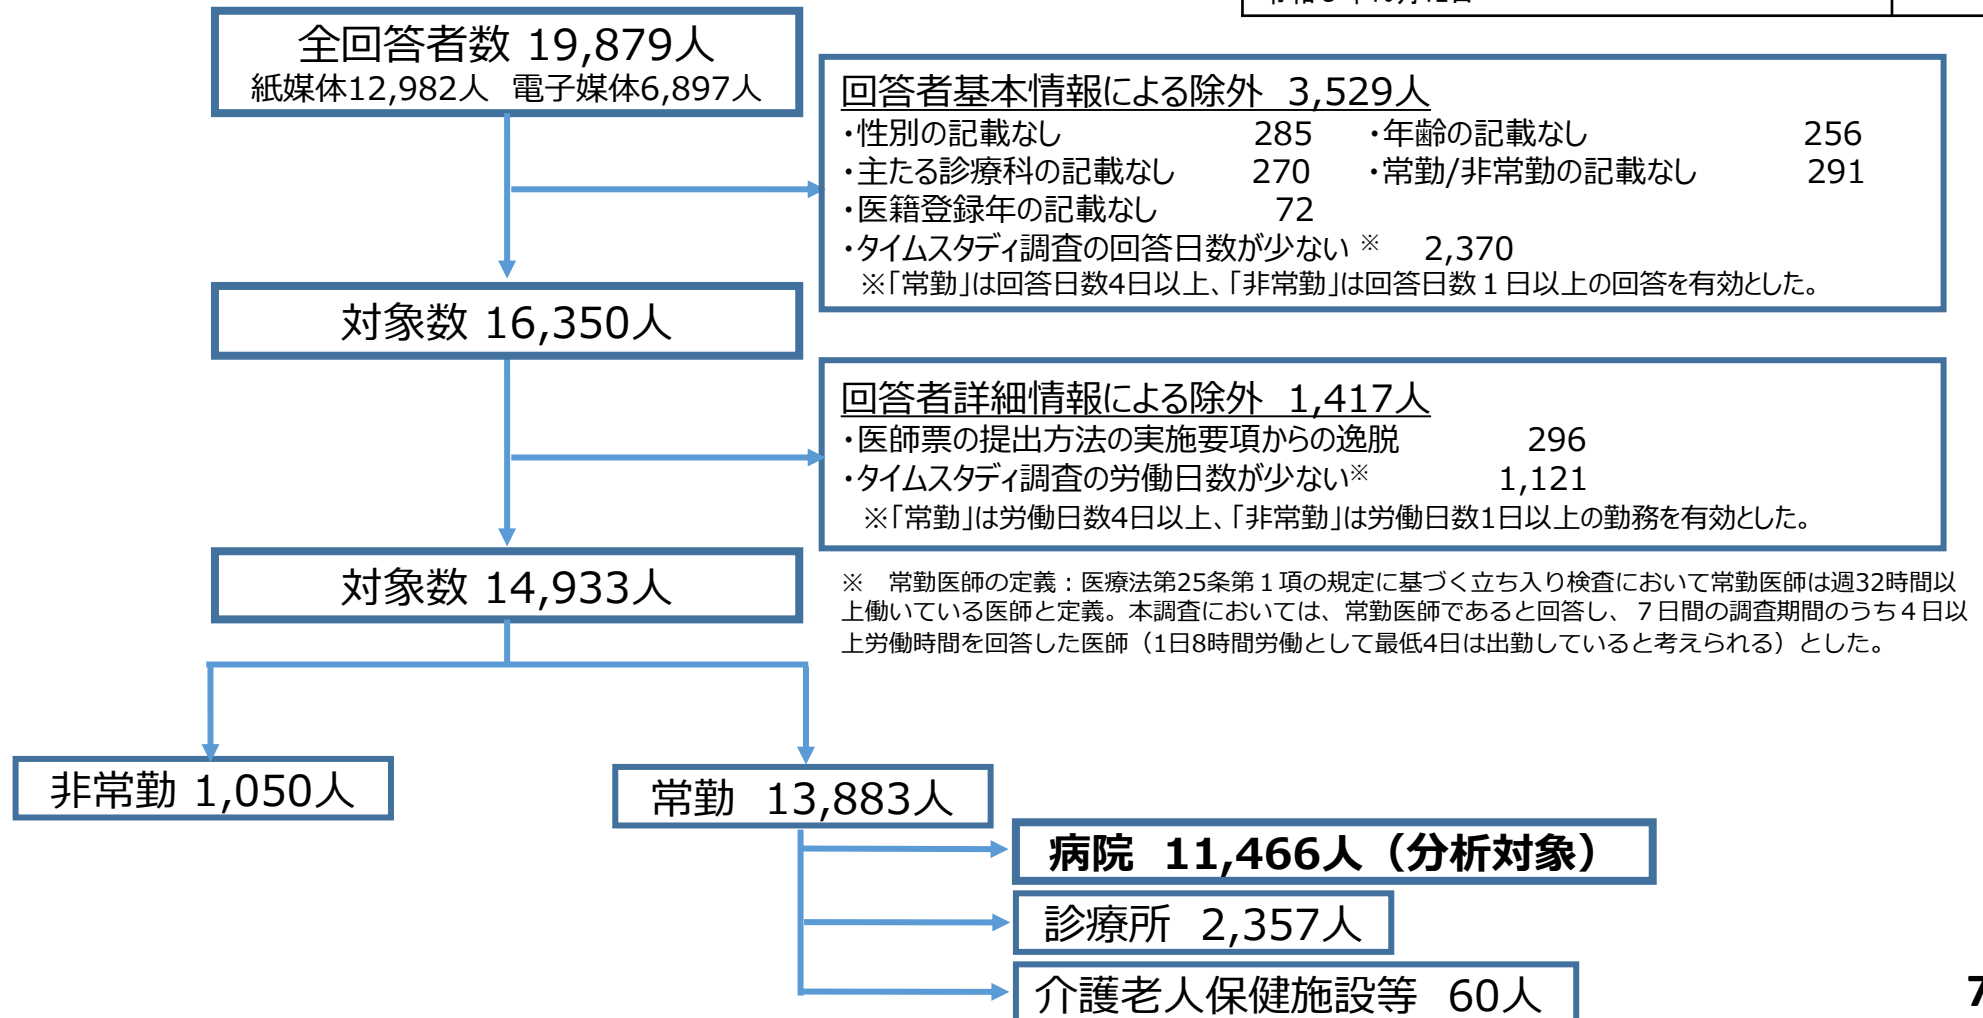 全回答者数 19,879人
紙媒体12,982人 電子媒体6,897人
回答者基本情報による除外 3,529人
・性別の記載なし 285 ・年齢の記載なし 256
・主たる診療科の記載なし 270 ・常勤/非常勤の記載なし 291
・医籍登録年の記載なし 72
・タイムスタディ調査の回答日数が少ない ※ 2,370
※「常勤」は回答日数4日以上、「非常勤」は回答日数１日以上の回答を有効とした。
対象数 16,350人
回答者詳細情報による除外 1,417人
・医師票の提出方法の実施要項からの逸脱 296
・タイムスタディ調査の労働日数が少ない※ 1,121
※「常勤」は労働日数4日以上、「非常勤」は労働日数1日以上の勤務を有効とした。
対象数 14,933人
※ 常勤医師の定義：医療法第25条第１項の規定に基づく立ち入り検査において常勤医師は週32時間以
上働いている医師と定義。本調査においては、常勤医師であると回答し、７日間の調査期間のうち４日以
上労働時間を回答した医師（1日8時間労働として最低4日は出勤していると考えられる）とした。
非常勤 1,050人
常勤 13,883人
病院 11,466人（分析対象）
診療所 2,357人
介護老人保健施設等 60人
7